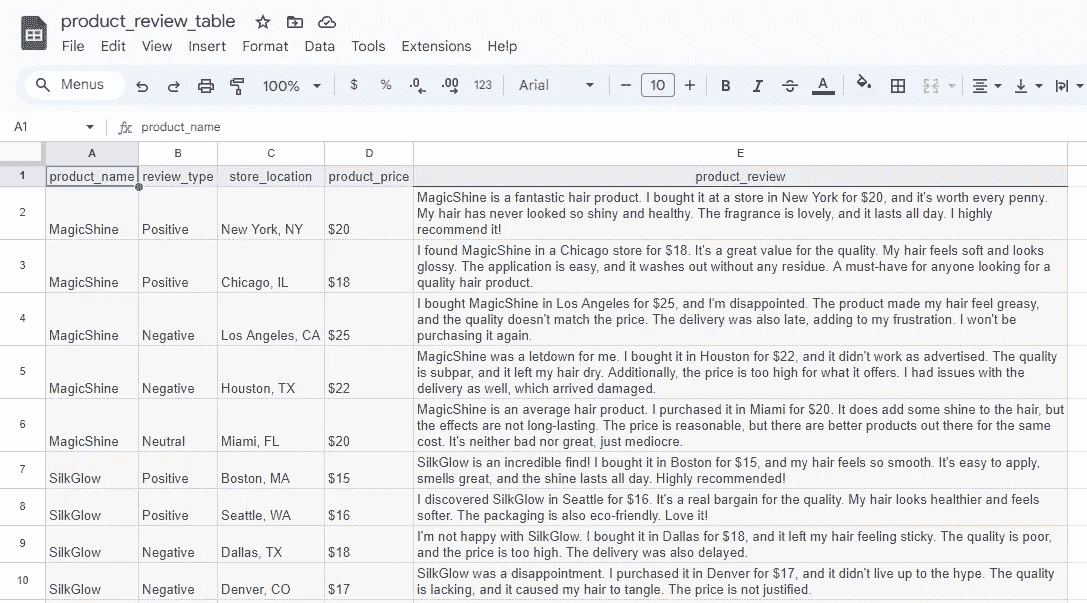 product_review_table
File Edit View Insert Format Data Tools Extensions Help
Menus 100% $ % .0 .00 123 Arial 10 B I A
A1 fx product_name
A B C D E
1 product_name review_type store_location product_price product_review
MagicShine is a fantastic hair product. I bought it at a store in New York for $20, and it's worth every penny.
2 My hair has never looked so shiny and healthy. The fragrance is lovely, and it lasts all day. I highly
MagicShine Positive New York, NY $20 recommend it!
I found MagicShine in a Chicago store for $18. It's a great value for the quality. My hair feels soft and looks
3 glossy. The application is easy, and it washes out without any residue. A must-have for anyone looking for a
MagicShine Positive Chicago, IL $18 quality hair product.
I bought MagicShine in Los Angeles for $25, and I'm disappointed. The product made my hair feel greasy,
4 and the quality doesn't match the price. The delivery was also late, adding to my frustration. I won't be
MagicShine Negative Los Angeles, CA $25 purchasing it again.
MagicShine was a letdown for me. I bought it in Houston for $22, and it didn't work as advertised. The quality
5 is subpar, and it left my hair dry. Additionally, the price is too high for what it offers. I had issues with the
MagicShine Negative Houston, TX $22 delivery as well, which arrived damaged.
MagicShine is an average hair product. I purchased it in Miami for $20. It does add some shine to the hair, but
6 the effects are not long-lasting. The price is reasonable, but there are better products out there for the same
MagicShine Neutral Miami, FL $20 cost. It's neither bad nor great, just mediocre.
7 SilkGlow is an incredible find! I bought it in Boston for $15, and my hair feels so smooth. It's easy to apply,
SilkGlow Positive Boston, MA $15 smells great, and the shine lasts all day. Highly recommended!
8 I discovered SilkGlow in Seattle for $16. It's a real bargain for the quality. My hair looks healthier and feels
SilkGlow Positive Seattle, WA $16 softer. The packaging is also eco-friendly. Love it!
9 I'm not happy with SilkGlow. I bought it in Dallas for $18, and it left my hair feeling sticky. The quality is poor,
SilkGlow Negative Dallas, TX $18 and the price is too high. The delivery was also delayed.
10 SilkGlow was a disappointment. I purchased it in Denver for $17, and it didn't live up to the hype. The quality
SilkGlow Negative Denver, CO $17 is lacking, and it caused my hair to tangle. The price is not justified.